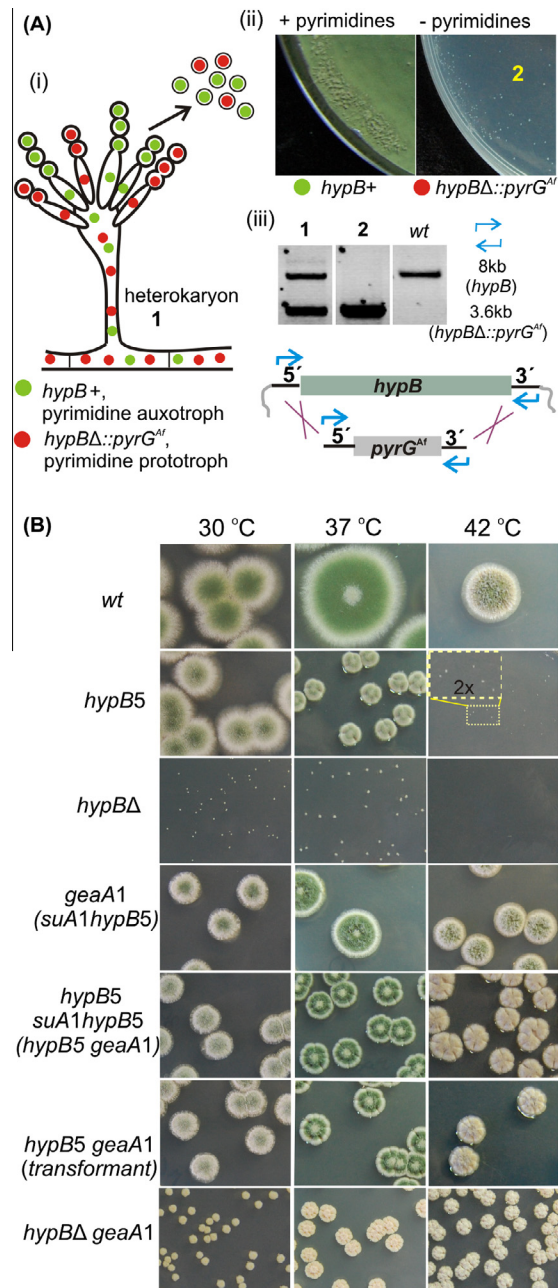 (A)
(i)
heterokaryon
1
hypB+,
pyrimidine auxotroph
hypBΔ::pyrG^Af,
pyrimidine prototroph
(ii)
+ pyrimidines - pyrimidines
2
hypB+ hypBΔ::pyrG^Af
(iii)
1 2 wt
8kb
(hypB)
3.6kb
(hypBΔ::pyrG^Af)
5´ hypB 3´
5´ pyrG^Af 3´
(B)
30 °C 37 °C 42 °C
wt
hypB5
2x
hypBΔ
geaA1
(suA1hypB5)
hypB5
suA1hypB5
(hypB5 geaA1)
hypB5 geaA1
(transformant)
hypBΔ geaA1